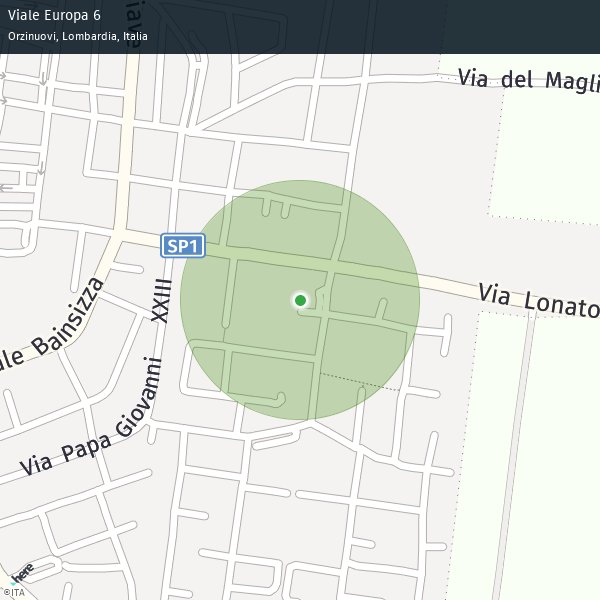 Viale Europa 6
Orzinuovi, Lombardia, Italia
iave
Via del Magli
SP1
Via Lonato
XXIII
ale Bainsizza
Via Papa Giovanni
here
©ITA